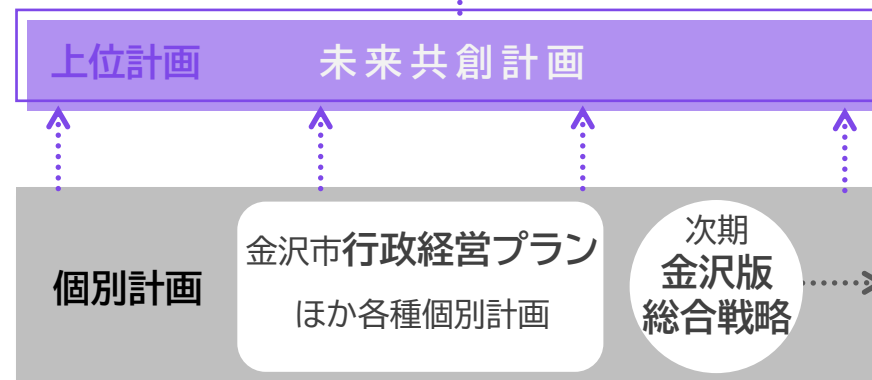 上位計画
未来共創計画
個別計画
金沢市行政経営プラン
ほか各種個別計画
次期
金沢版
総合戦略